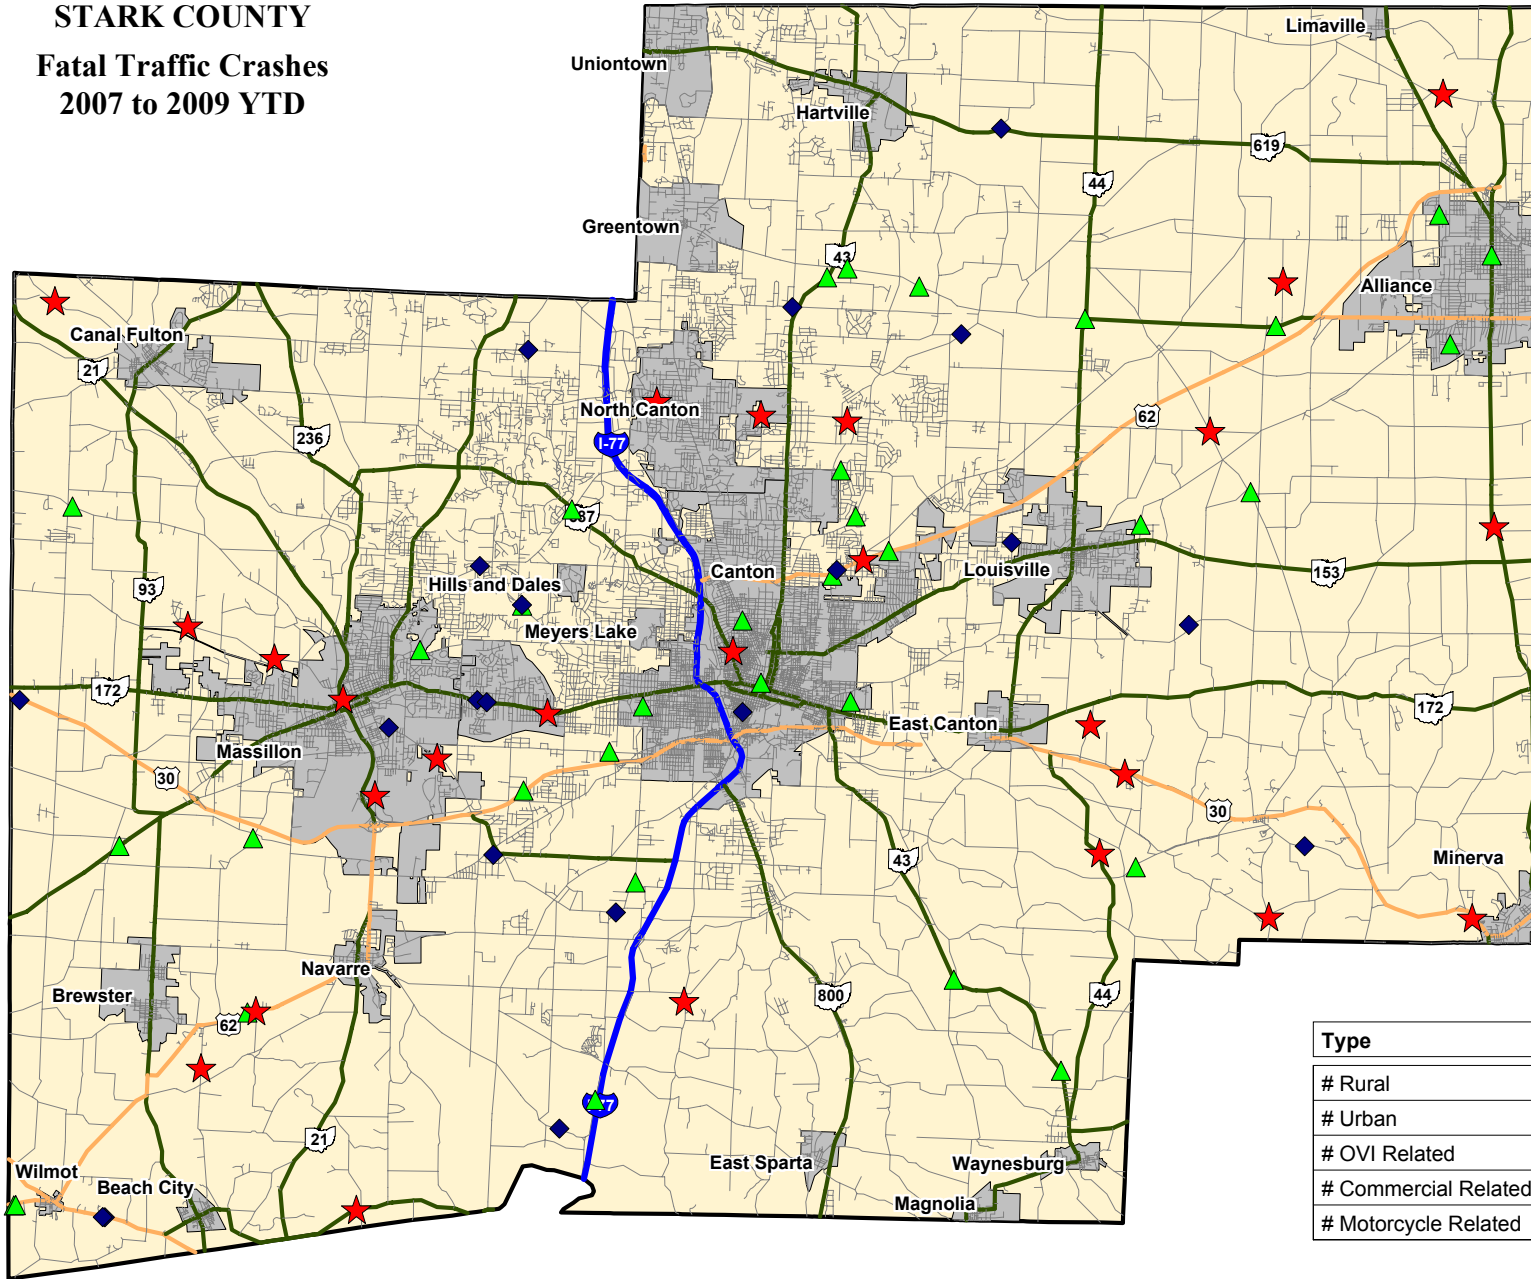 STARK COUNTY
Fatal Traffic Crashes
2007 to 2009 YTD
Limaville
Uniontown
Hartville
619
44
Greentown
43
Alliance
Canal Fulton
21
North Canton
62
236
I-77
687
153
Canton
Louisville
Hills and Dales
93
Meyers Lake
172
172
East Canton
Massillon
30
30
43
Minerva
Navarre
Brewster
800
44
62
77
21
East Sparta
Waynesburg
Wilmot
Beach City
Magnolia
Type
# Rural
# Urban
# OVI Related
# Commercial Related
# Motorcycle Related